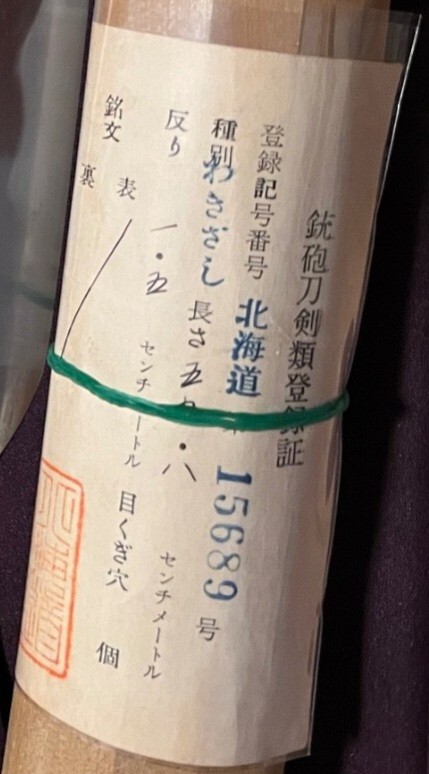 銃砲刀剣類登録証
登録記号番号 北海道 第 15689 号
種別 わきざし
長さ 五 ・八 センチメートル
反り 一・五 センチメートル
目くぎ穴 個
銘文 表
裏